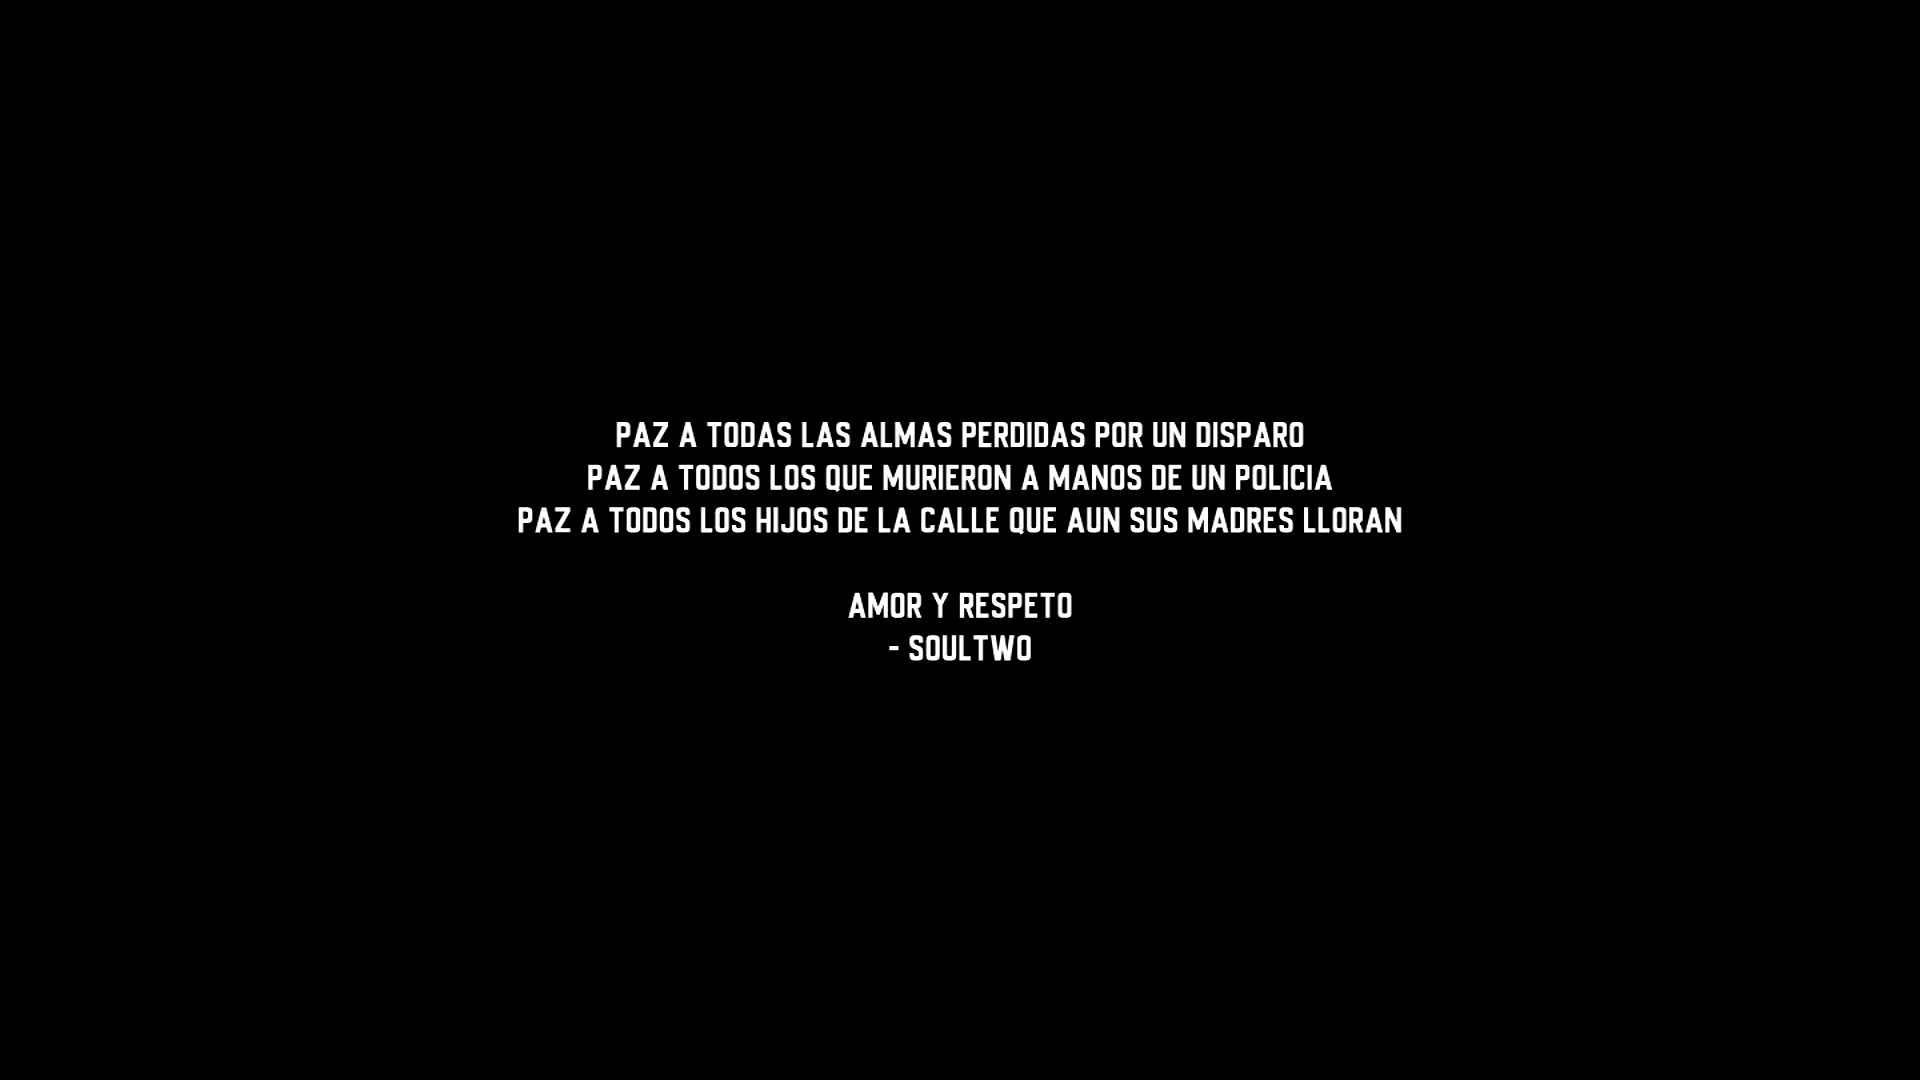 PAZ A TODAS LAS ALMAS PERDIDAS POR UN DISPARO
PAZ A TODOS LOS QUE MURIERON A MANOS DE UN POLICIA
PAZ A TODOS LOS HIJOS DE LA CALLE QUE AUN SUS MADRES LLORAN
AMOR Y RESPETO
- SOULTWO